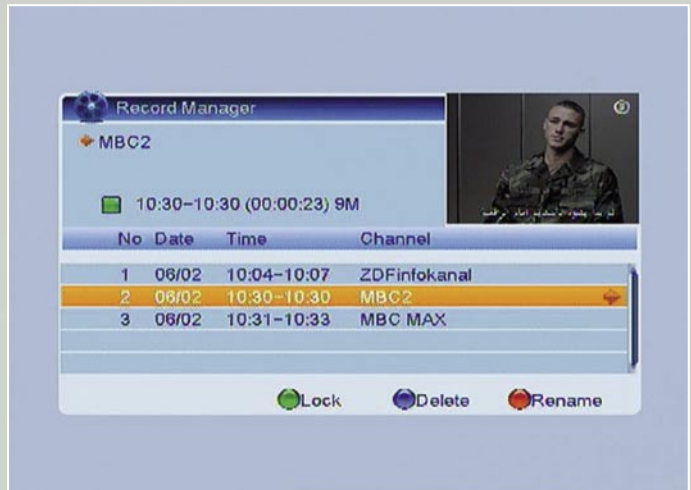 Record Manager
MBC2
10:30-10:30 (00:00:23) 9M
No Date Time Channel
1 06/02 10:04-10:07 ZDFinfokanal
2 06/02 10:30-10:30 MBC2
3 06/02 10:31-10:33 MBC MAX
Lock Delete Rename